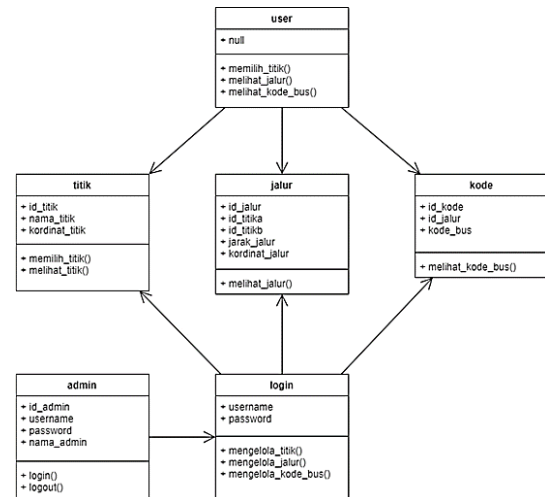 user
+ null
+ memilih_titik()
+ melihat_jalur()
+ melihat_kode_bus()
titik
+ id_titik
+ nama_titik
+ kordinat_titik
+ memilih_titik()
+ melihat_titik()
jalur
+ id_jalur
+ id_titika
+ id_titikb
+ jarak_jalur
+ kordinat_jalur
+ melihat_jalur()
kode
+ id_kode
+ id_jalur
+ kode_bus
+ melihat_kode_bus()
admin
+ id_admin
+ username
+ password
+ nama_admin
+ login()
+ logout()
login
+ username
+ password
+ mengelola_titik()
+ mengelola_jalur()
+ mengelola_kode_bus()